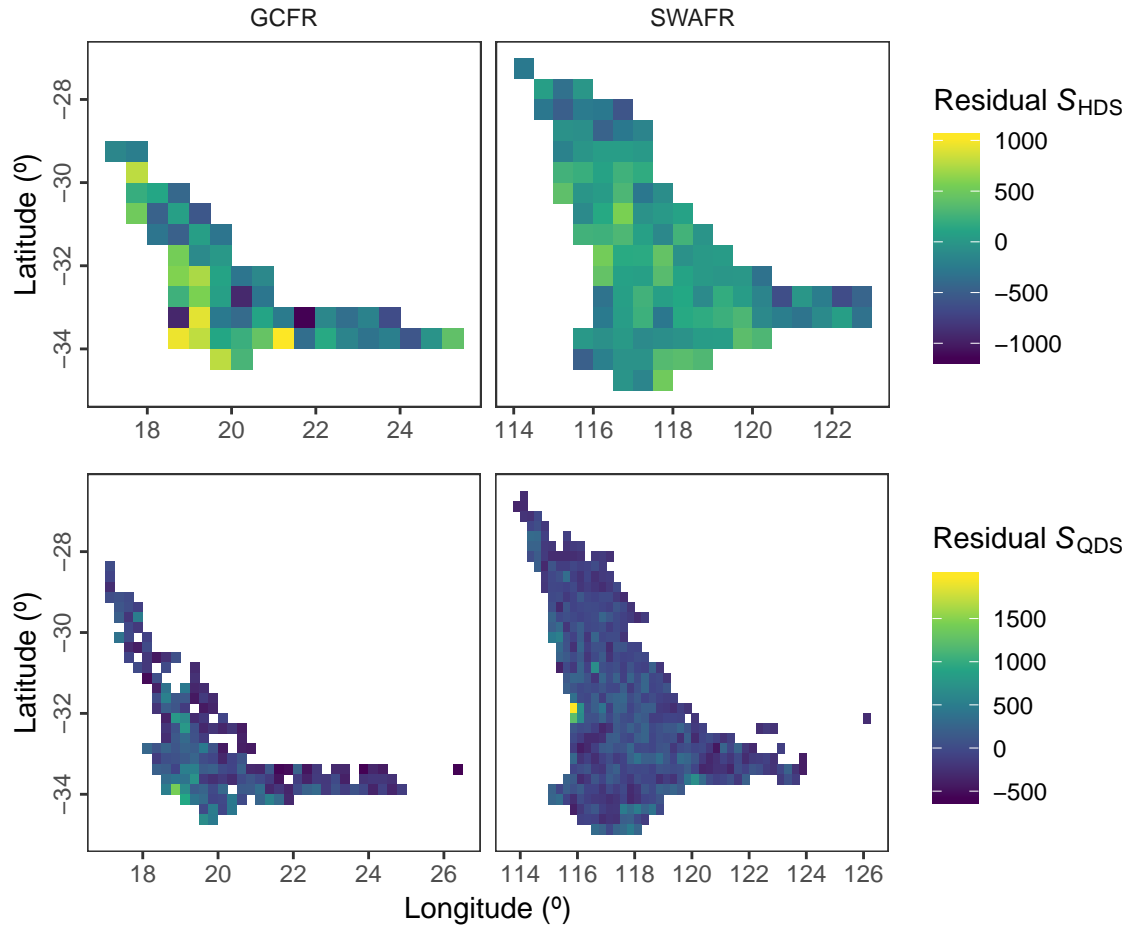 GCFR SWAFR
Latitude (º)
−28
−30
−32
−34
18 20 22 24
114 116 118 120 122
Residual S_HDS
1000
500
0
−500
−1000
Latitude (º)
−28
−30
−32
−34
18 20 22 24 26
114 116 118 120 122 124 126
Longitude (º)
Residual S_QDS
1500
1000
500
0
−500